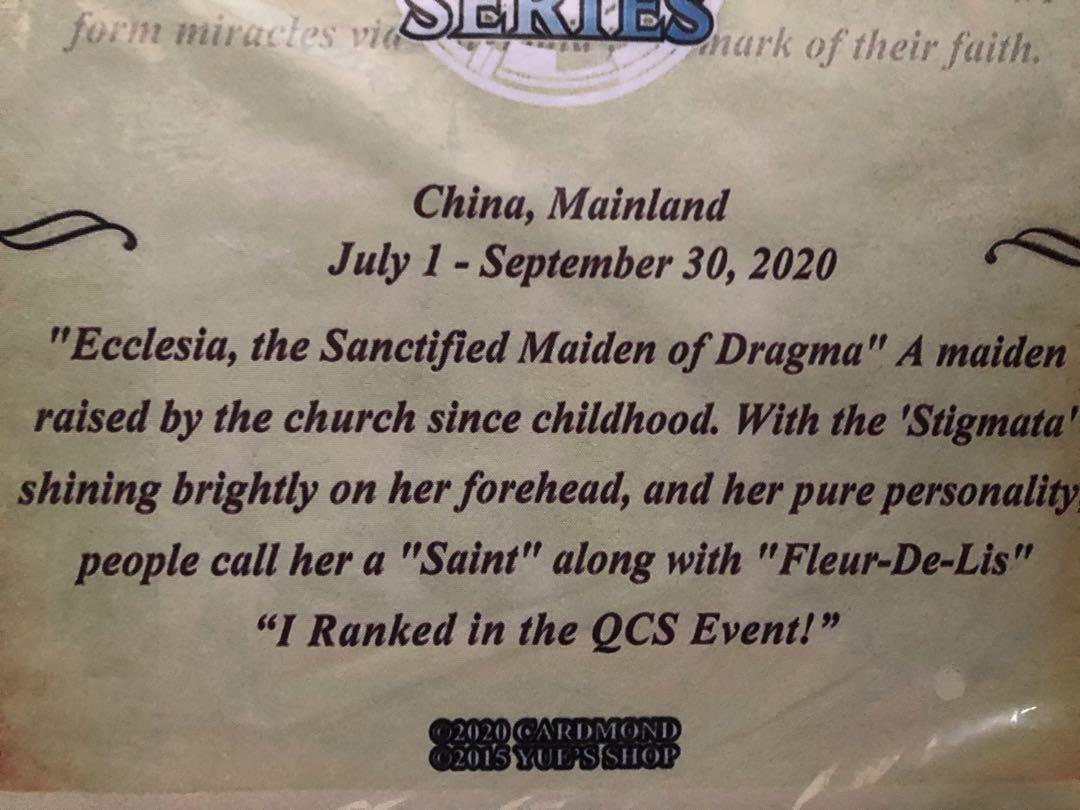 SERIES
form miracles via mark of their faith.
China, Mainland
July 1 - September 30, 2020
"Ecclesia, the Sanctified Maiden of Dragma" A maiden
raised by the church since childhood. With the 'Stigmata'
shining brightly on her forehead, and her pure personality,
people call her a "Saint" along with "Fleur-De-Lis"
“I Ranked in the QCS Event!”
©2020 CARDMOND
©2015 YUE'S SHOP